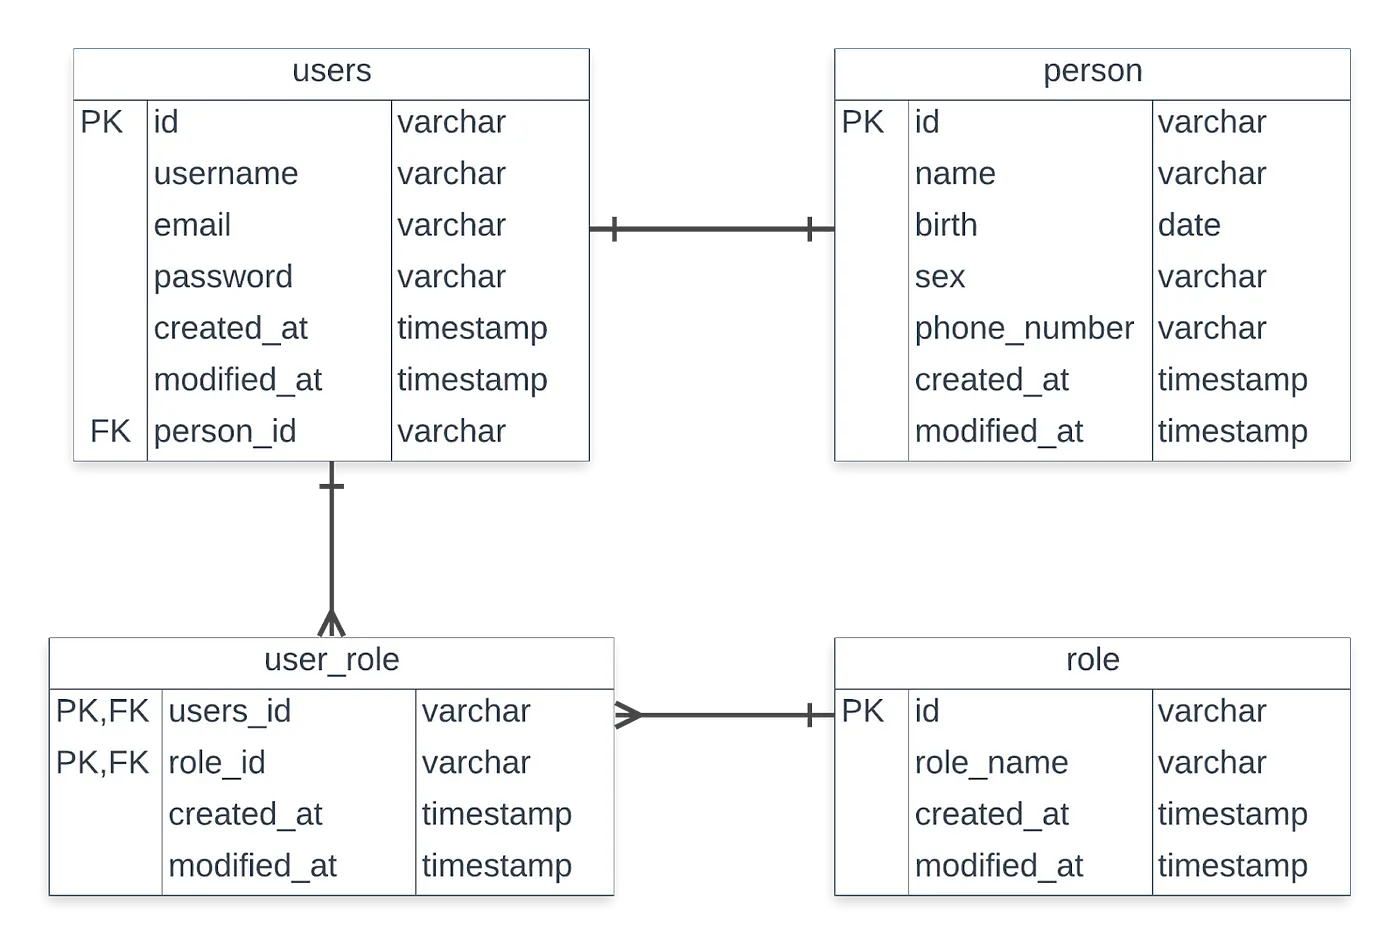 users
PK id varchar
username varchar
email varchar
password varchar
created_at timestamp
modified_at timestamp
FK person_id varchar
person
PK id varchar
name varchar
birth date
sex varchar
phone_number varchar
created_at timestamp
modified_at timestamp
user_role
PK,FK users_id varchar
PK,FK role_id varchar
created_at timestamp
modified_at timestamp
role
PK id varchar
role_name varchar
created_at timestamp
modified_at timestamp